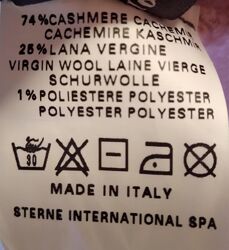 74%CASHMERE CACHEMIR
CACHEMIRE KASCHMIR
25%LANA VERGINE
VIRGIN WOOL LAINE VIERGE
SCHURWOLLE
1%POLIESTERE POLYESTER
POLYESTER POLYESTER
30
MADE IN ITALY
STERNE INTERNATIONAL SPA